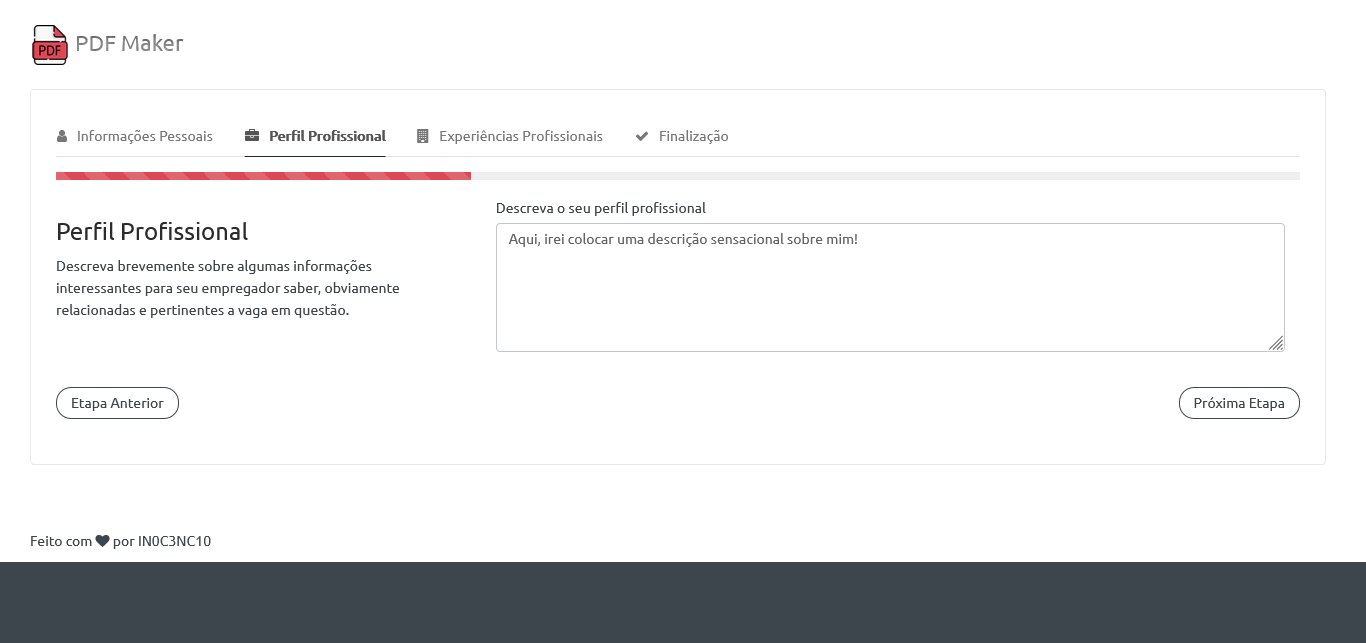 PDF
PDF Maker
Informações Pessoais
Perfil Profissional
Experiências Profissionais
Finalização
Perfil Profissional
Descreva brevemente sobre algumas informações
interessantes para seu empregador saber, obviamente
relacionadas e pertinentes a vaga em questão.
Descreva o seu perfil profissional
Aqui, irei colocar uma descrição sensacional sobre mim!
Etapa Anterior
Próxima Etapa
Feito com ♥ por IN0C3NC10